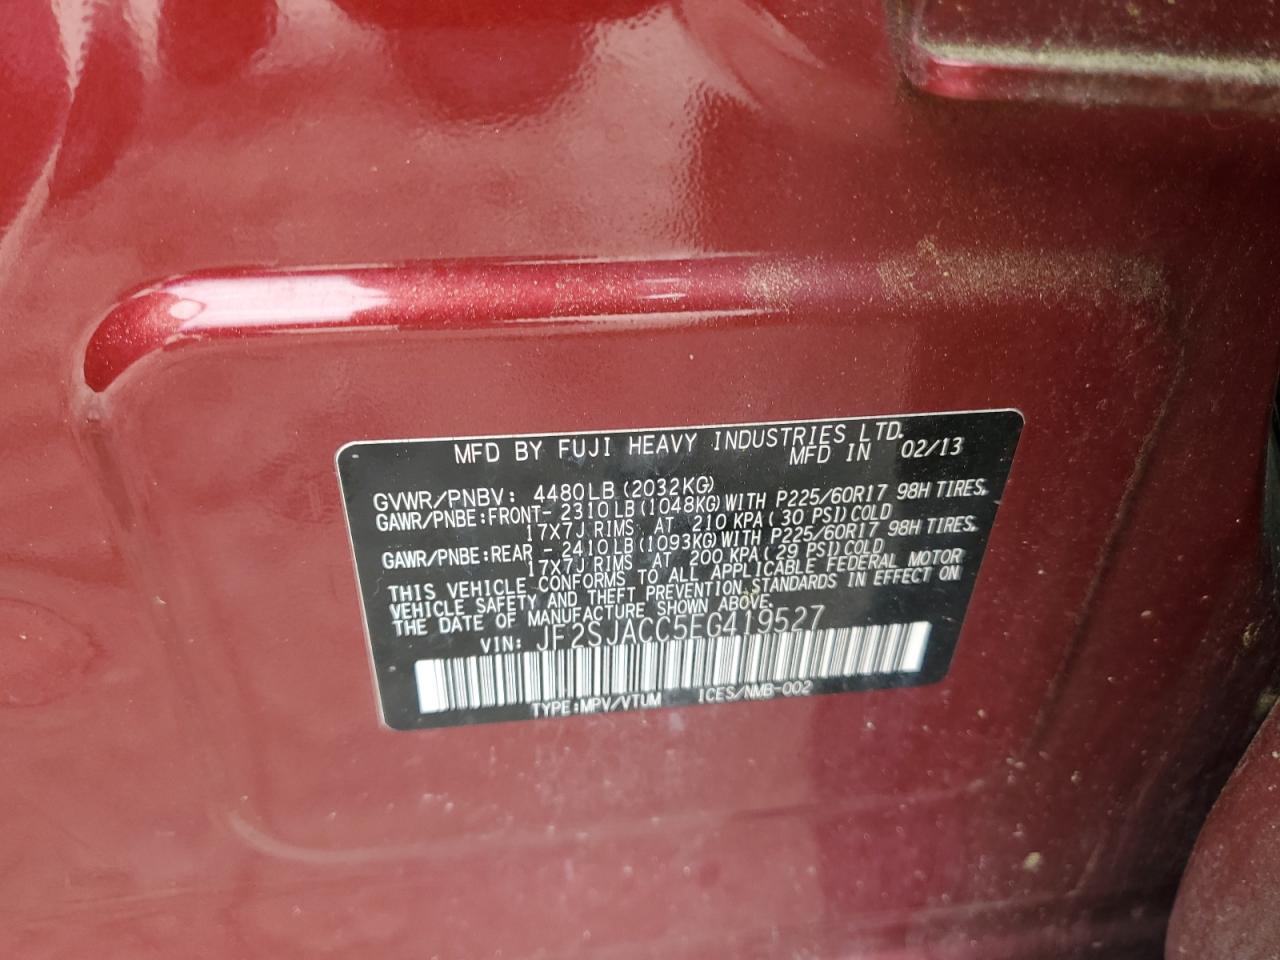 MFD BY FUJI HEAVY INDUSTRIES LTD.
MFD IN 02/13
GVWR/PNBV: 4480LB (2032KG)
GAWR/PNBE:FRONT- 2310LB(1048KG)WITH P225/60R17 98H TIRES,
17X7J RIMS AT 210 KPA( 30 PSI)COLD
GAWR/PNBE:REAR - 2410LB(1093KG)WITH P225/60R17 98H TIRES,
17X7J RIMS AT 200 KPA(29 PSI)COLD
THIS VEHICLE CONFORMS TO ALL APPLICABLE FEDERAL MOTOR
VEHICLE SAFETY AND THEFT PREVENTION STANDARDS IN EFFECT ON
THE DATE OF MANUFACTURE SHOWN ABOVE.
VIN: JF2SJACC5EG419527
TYPE:MPV/VTUM ICES/NMB-002